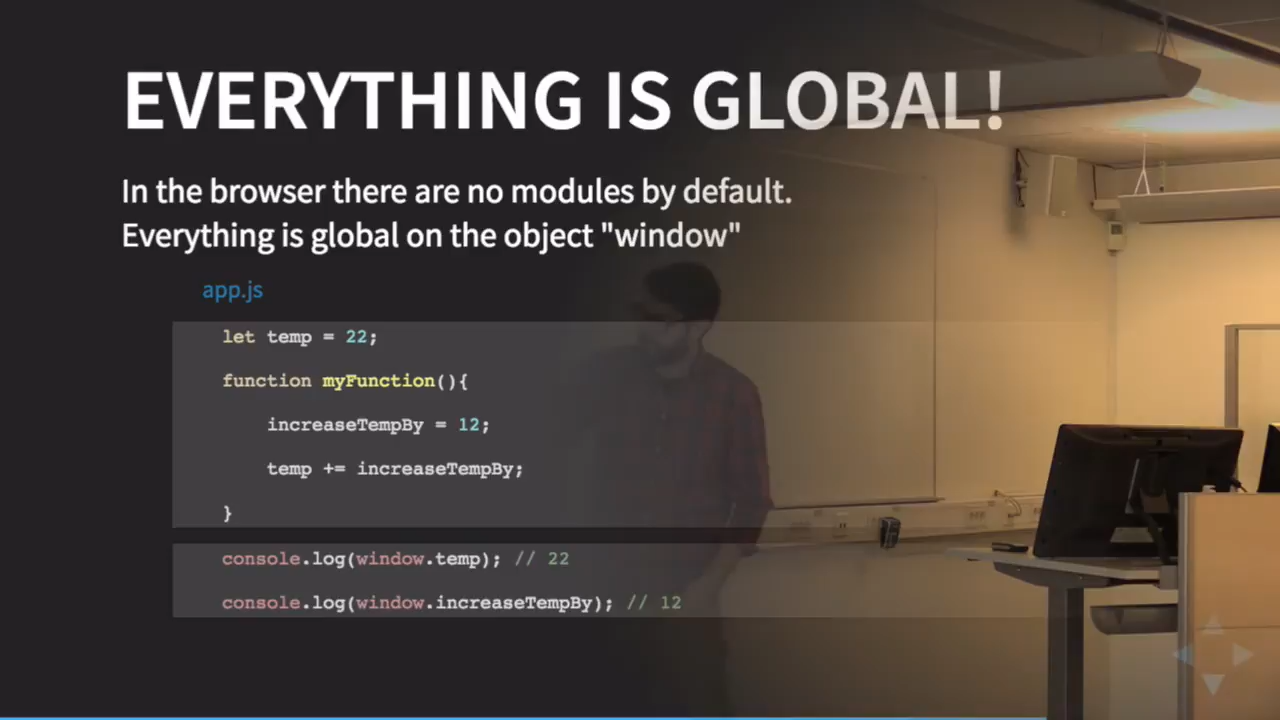 EVERYTHING IS GLOBAL!
In the browser there are no modules by default.
Everything is global on the object "window"
app.js
let temp = 22;
function myFunction(){
increaseTempBy = 12;
temp += increaseTempBy;
}
console.log(window.temp); // 22
console.log(window.increaseTempBy); // 12